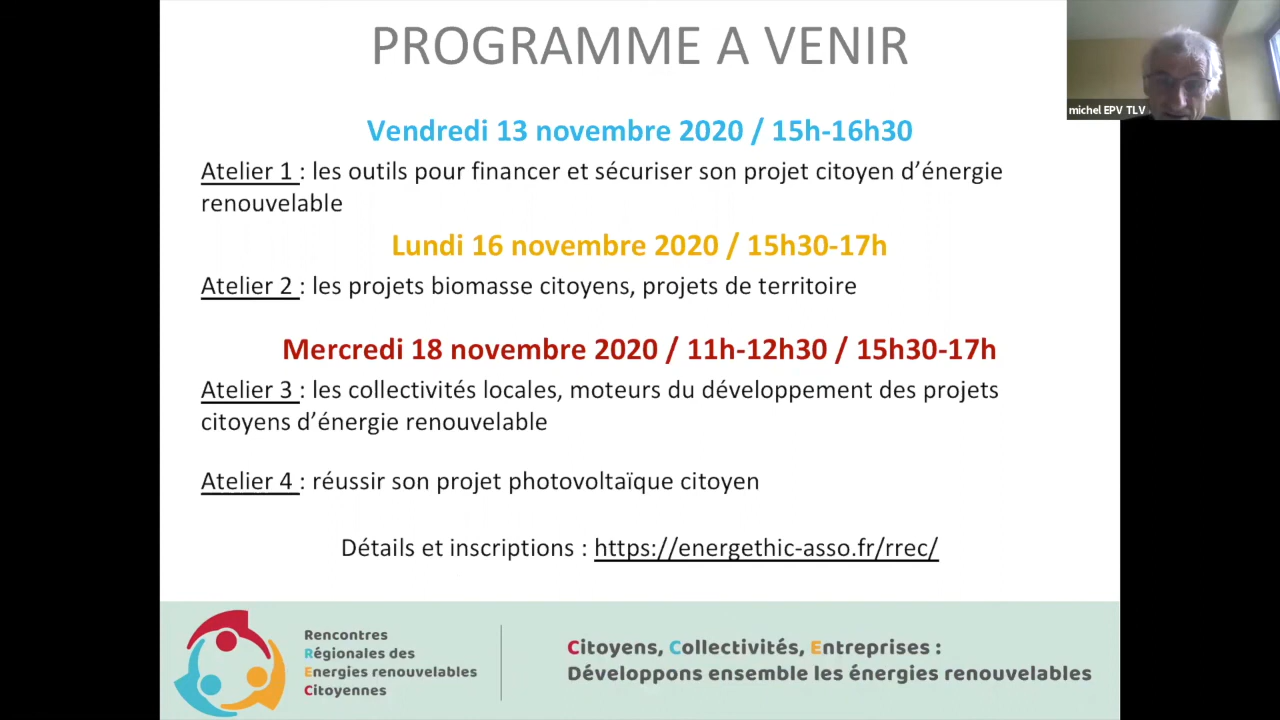 PROGRAMME A VENIR
michel EPV TLV
Vendredi 13 novembre 2020 / 15h-16h30
Atelier 1 : les outils pour financer et sécuriser son projet citoyen d’énergie
renouvelable
Lundi 16 novembre 2020 / 15h30-17h
Atelier 2 : les projets biomasse citoyens, projets de territoire
Mercredi 18 novembre 2020 / 11h-12h30 / 15h30-17h
Atelier 3 : les collectivités locales, moteurs du développement des projets
citoyens d’énergie renouvelable
Atelier 4 : réussir son projet photovoltaïque citoyen
Détails et inscriptions : https://energethic-asso.fr/rrec/
Rencontres
Régionales des
Energies renouvelables
Citoyennes
Citoyens, Collectivités, Entreprises :
Développons ensemble les énergies renouvelables